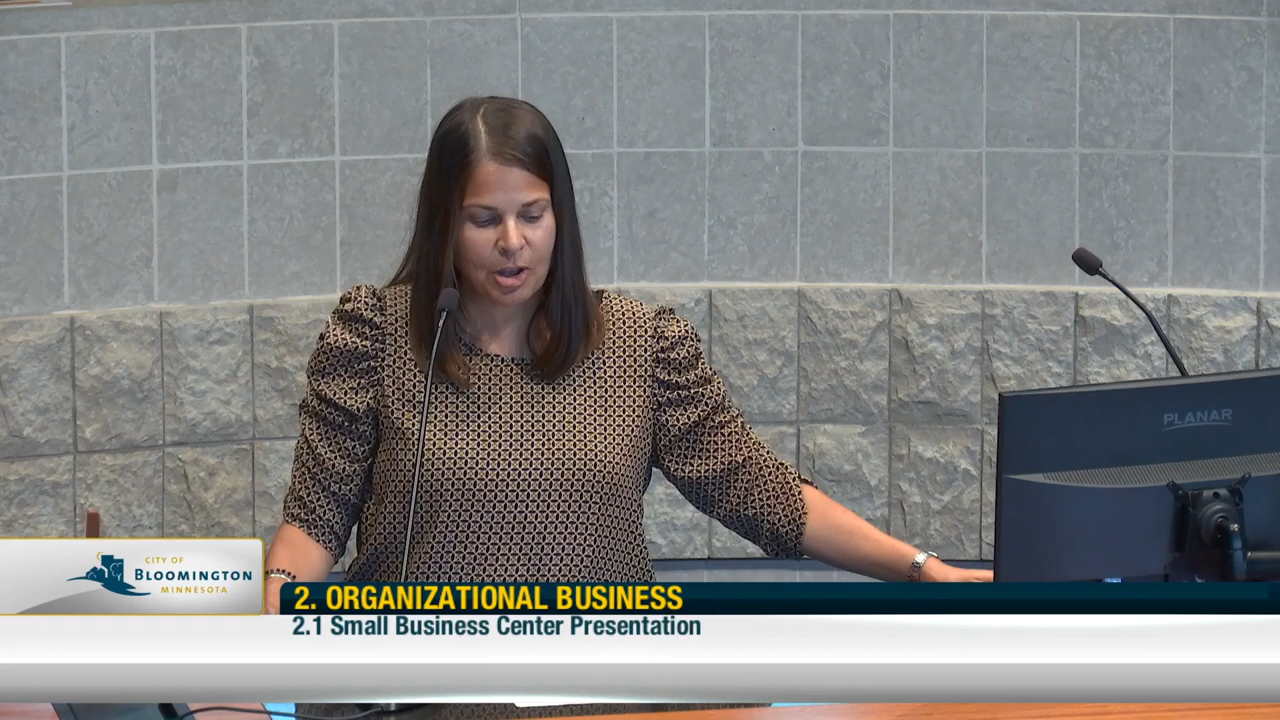 PLANAR
CITY OF
BLOOMINGTON
MINNESOTA
2. ORGANIZATIONAL BUSINESS
2.1 Small Business Center Presentation